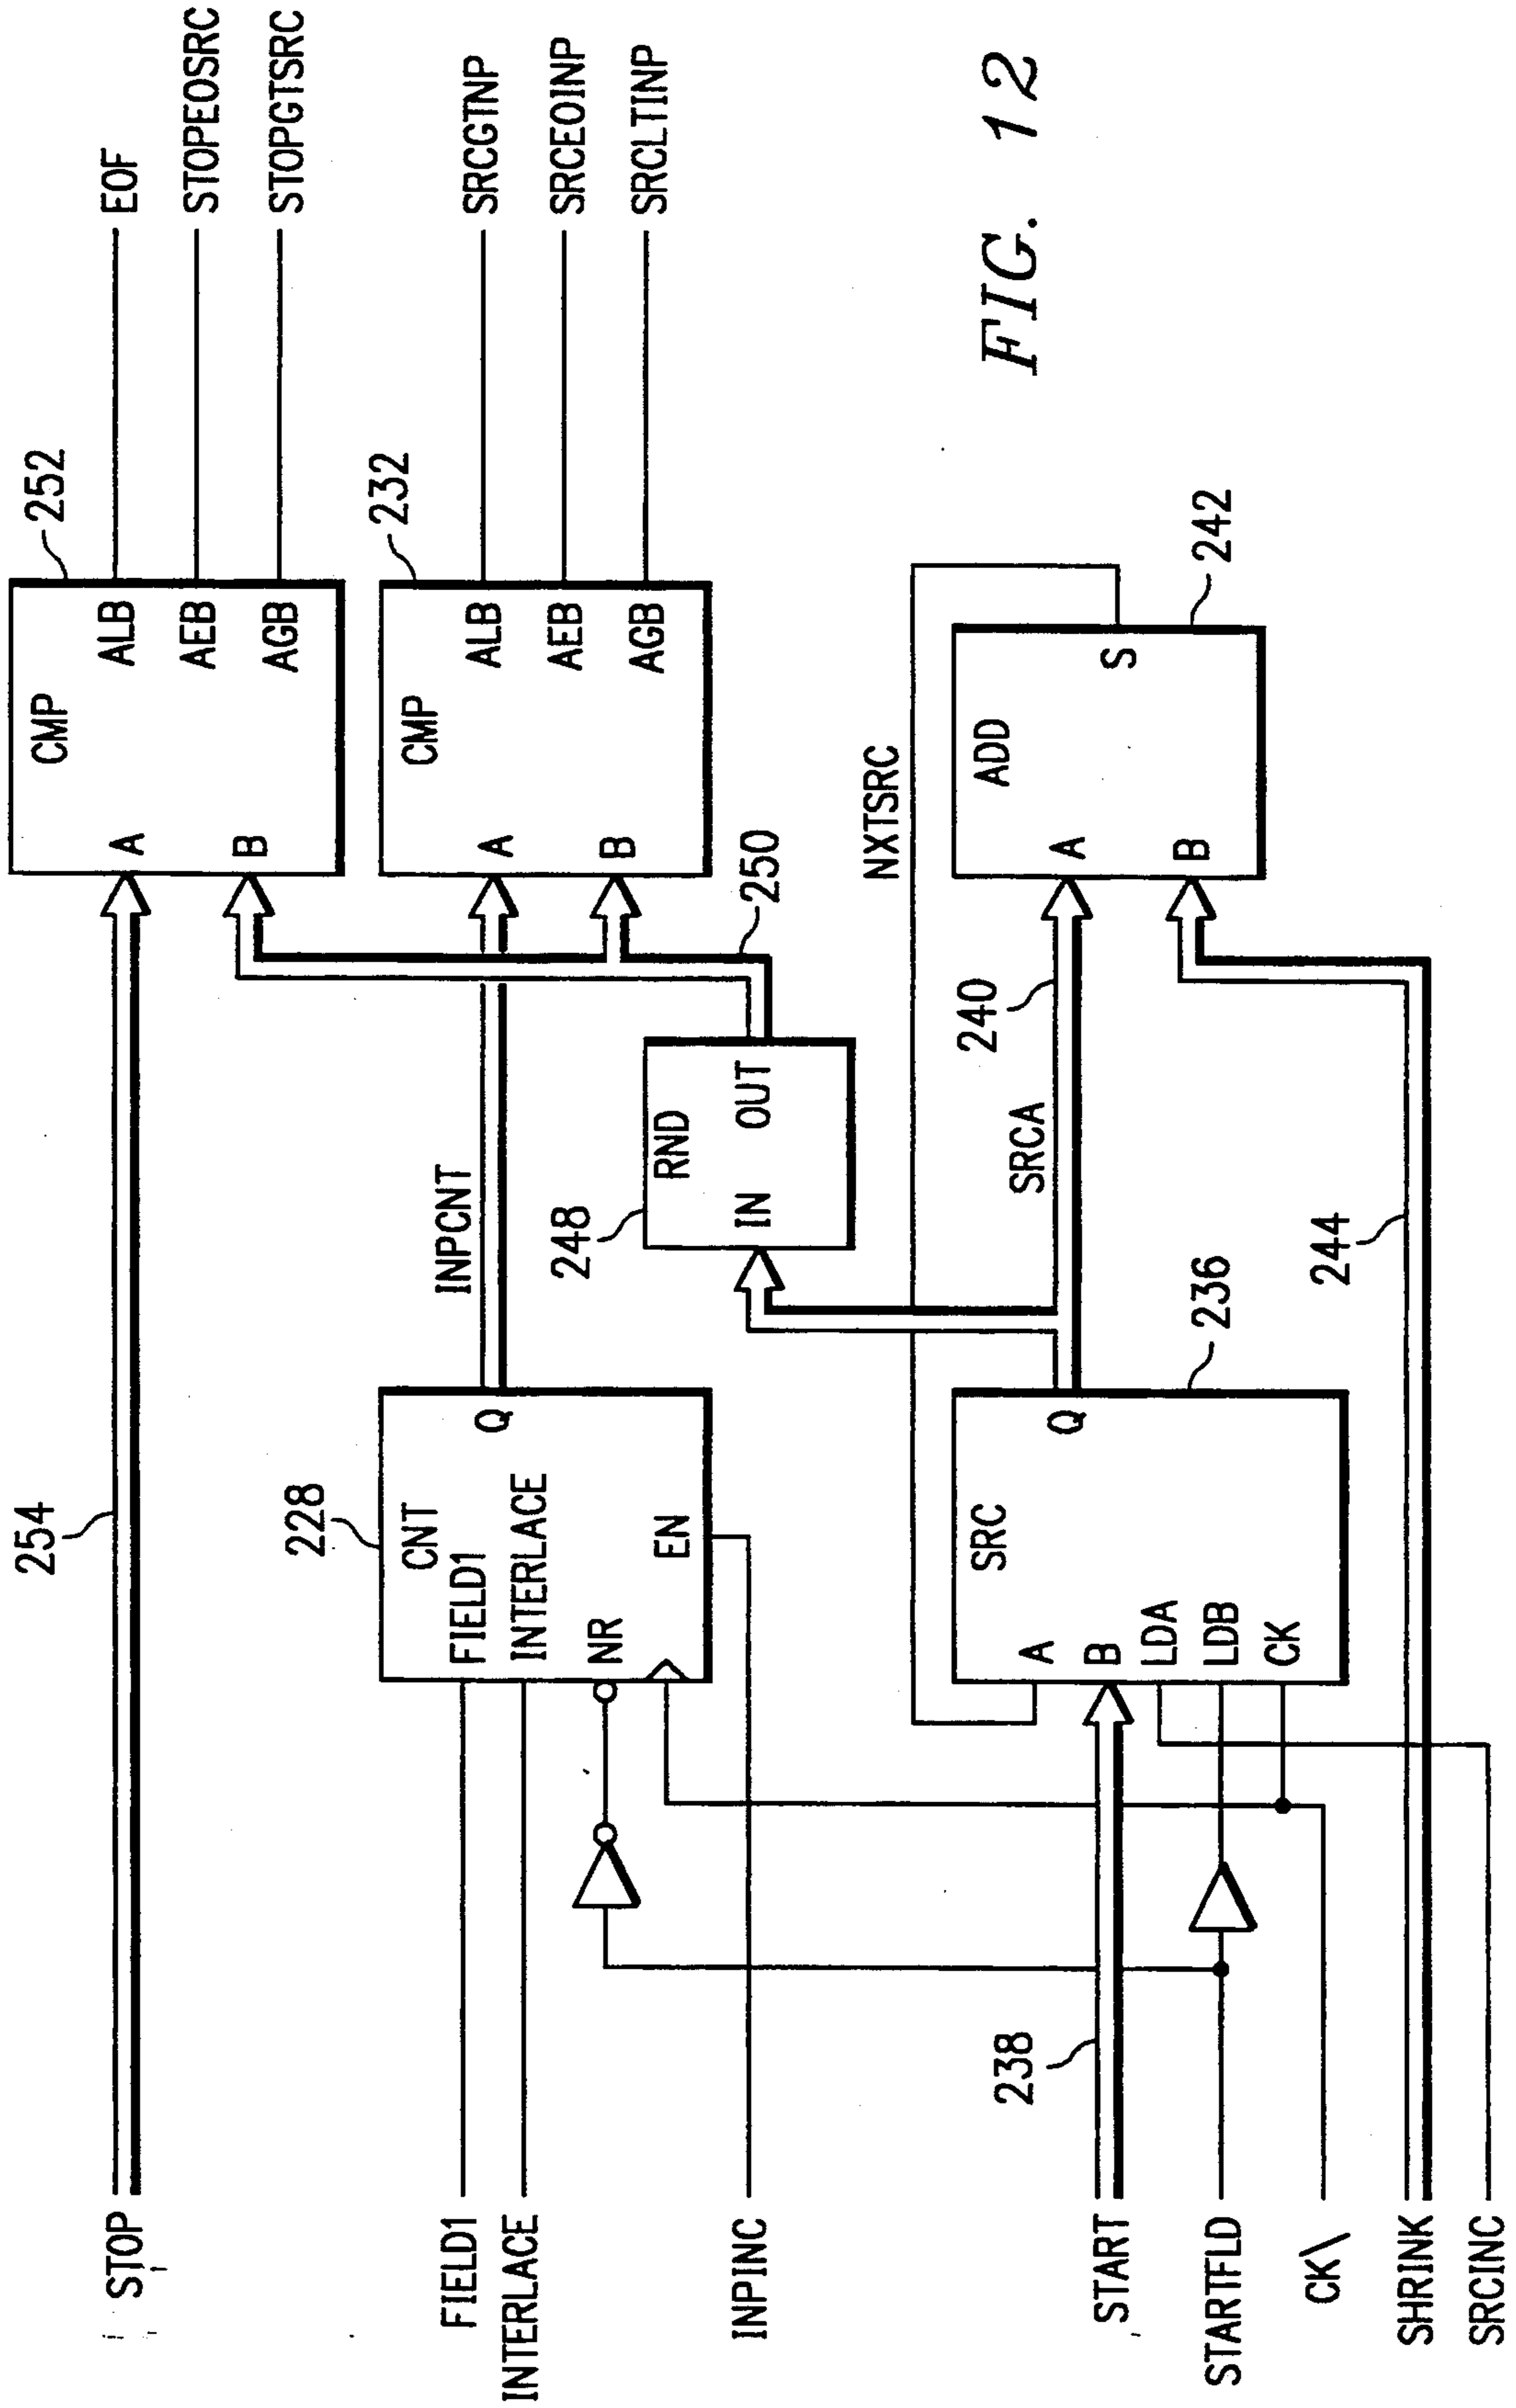 252
CMP
A
B
ALB
AEB
AGB
EOF
STOPEOSRC
STOPGTSRC
254
STOP
232
CMP
A
B
ALB
AEB
AGB
SRCGTNP
SRCEOINP
SRCLTINP
228
CNT
FIELD1
INTERLACE
NR
EN
Q
INPCNT
FIELD1
INTERLACE
INPINC
248
RND
IN
OUT
250
NXTSRC
SRC
A
B
LDA
LDB
CK
Q
236
SRCA
240
ADD
A
B
S
242
238
244
START
STARTFLD
CK\
SHRINK
SRCINC
FIG. 12